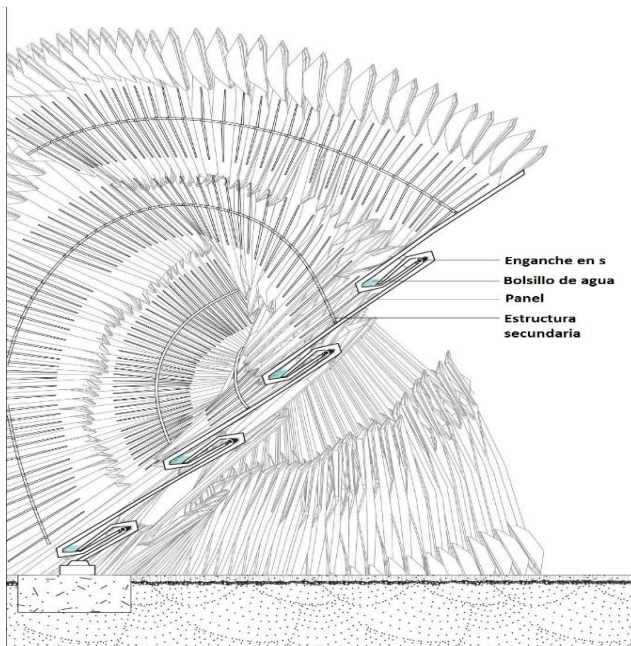 Enganche en s
Bolsillo de agua
Panel
Estructura
secundaria